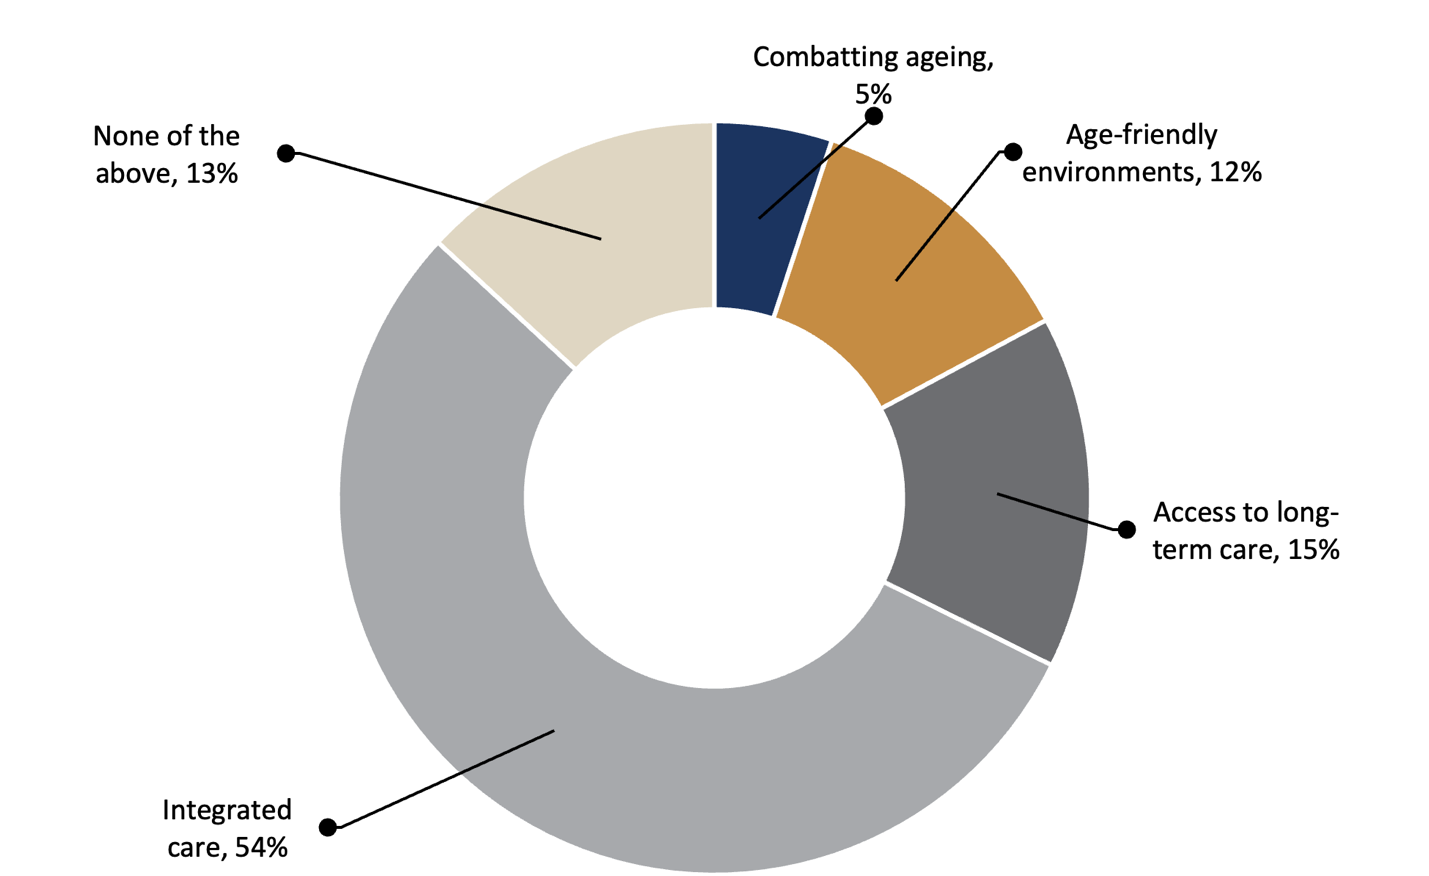 Combatting ageing,
5%
Age-friendly
environments, 12%
None of the
above, 13%
Access to long-
term care, 15%
Integrated
care, 54%